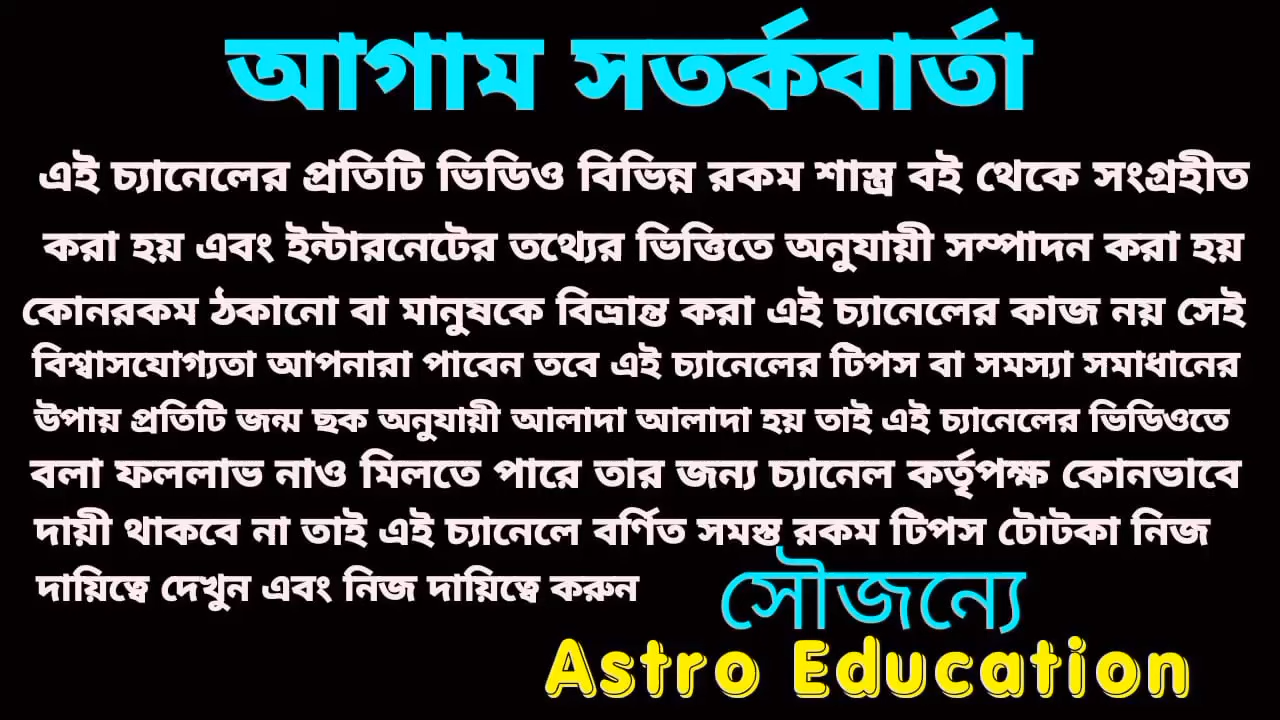 আগাম সতর্কবার্তা
এই চ্যানেলের প্রতিটি ভিডিও বিভিন্ন রকম শাস্ত্র বই থেকে সংগ্রহীত
করা হয় এবং ইন্টারনেটের তথ্যের ভিত্তিতে অনুযায়ী সম্পাদন করা হয়
কোনরকম ঠকানো বা মানুষকে বিভ্রান্ত করা এই চ্যানেলের কাজ নয় সেই
বিশ্বাসযোগ্যতা আপনারা পাবেন তবে এই চ্যানেলের টিপস বা সমস্যা সমাধানের
উপায় প্রতিটি জন্ম ছক অনুযায়ী আলাদা আলাদা হয় তাই এই চ্যানেলের ভিডিওতে
বলা ফললাভ নাও মিলতে পারে তার জন্য চ্যানেল কর্তৃপক্ষ কোনভাবে
দায়ী থাকবে না তাই এই চ্যানেলে বর্ণিত সমস্ত রকম টিপস টোটকা নিজ
দায়িত্বে দেখুন এবং নিজ দায়িত্বে করুন
সৌজন্যে
Astro Education